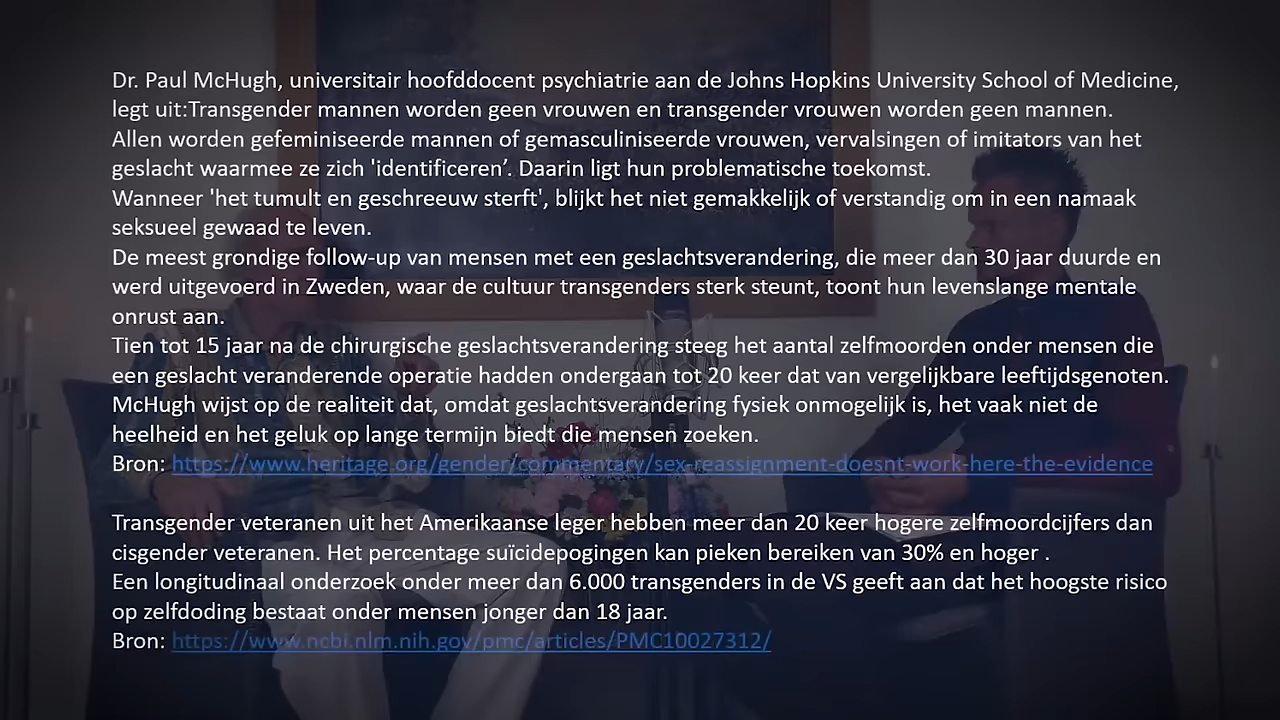 Dr. Paul McHugh, universitair hoofddocent psychiatrie aan de Johns Hopkins University School of Medicine,
legt uit:Transgender mannen worden geen vrouwen en transgender vrouwen worden geen mannen.
Allen worden gefeminiseerde mannen of gemasculiniseerde vrouwen, vervalsingen of imitators van het
geslacht waarmee ze zich 'identificeren’. Daarin ligt hun problematische toekomst.
Wanneer 'het tumult en geschreeuw sterft', blijkt het niet gemakkelijk of verstandig om in een namaak
seksueel gewaad te leven.
De meest grondige follow-up van mensen met een geslachtsverandering, die meer dan 30 jaar duurde en
werd uitgevoerd in Zweden, waar de cultuur transgenders sterk steunt, toont hun levenslange mentale
onrust aan.
Tien tot 15 jaar na de chirurgische geslachtsverandering steeg het aantal zelfmoorden onder mensen die
een geslacht veranderende operatie hadden ondergaan tot 20 keer dat van vergelijkbare leeftijdsgenoten.
McHugh wijst op de realiteit dat, omdat geslachtsverandering fysiek onmogelijk is, het vaak niet de
heelheid en het geluk op lange termijn biedt die mensen zoeken.
Bron: https://www.heritage.org/gender/commentary/sex-reassignment-doesnt-work-here-the-evidence
Transgender veteranen uit het Amerikaanse leger hebben meer dan 20 keer hogere zelfmoordcijfers dan
cisgender veteranen. Het percentage suïcidepogingen kan pieken bereiken van 30% en hoger .
Een longitudinaal onderzoek onder meer dan 6.000 transgenders in de VS geeft aan dat het hoogste risico
op zelfdoding bestaat onder mensen jonger dan 18 jaar.
Bron: https://www.ncbi.nlm.nih.gov/pmc/articles/PMC10027312/